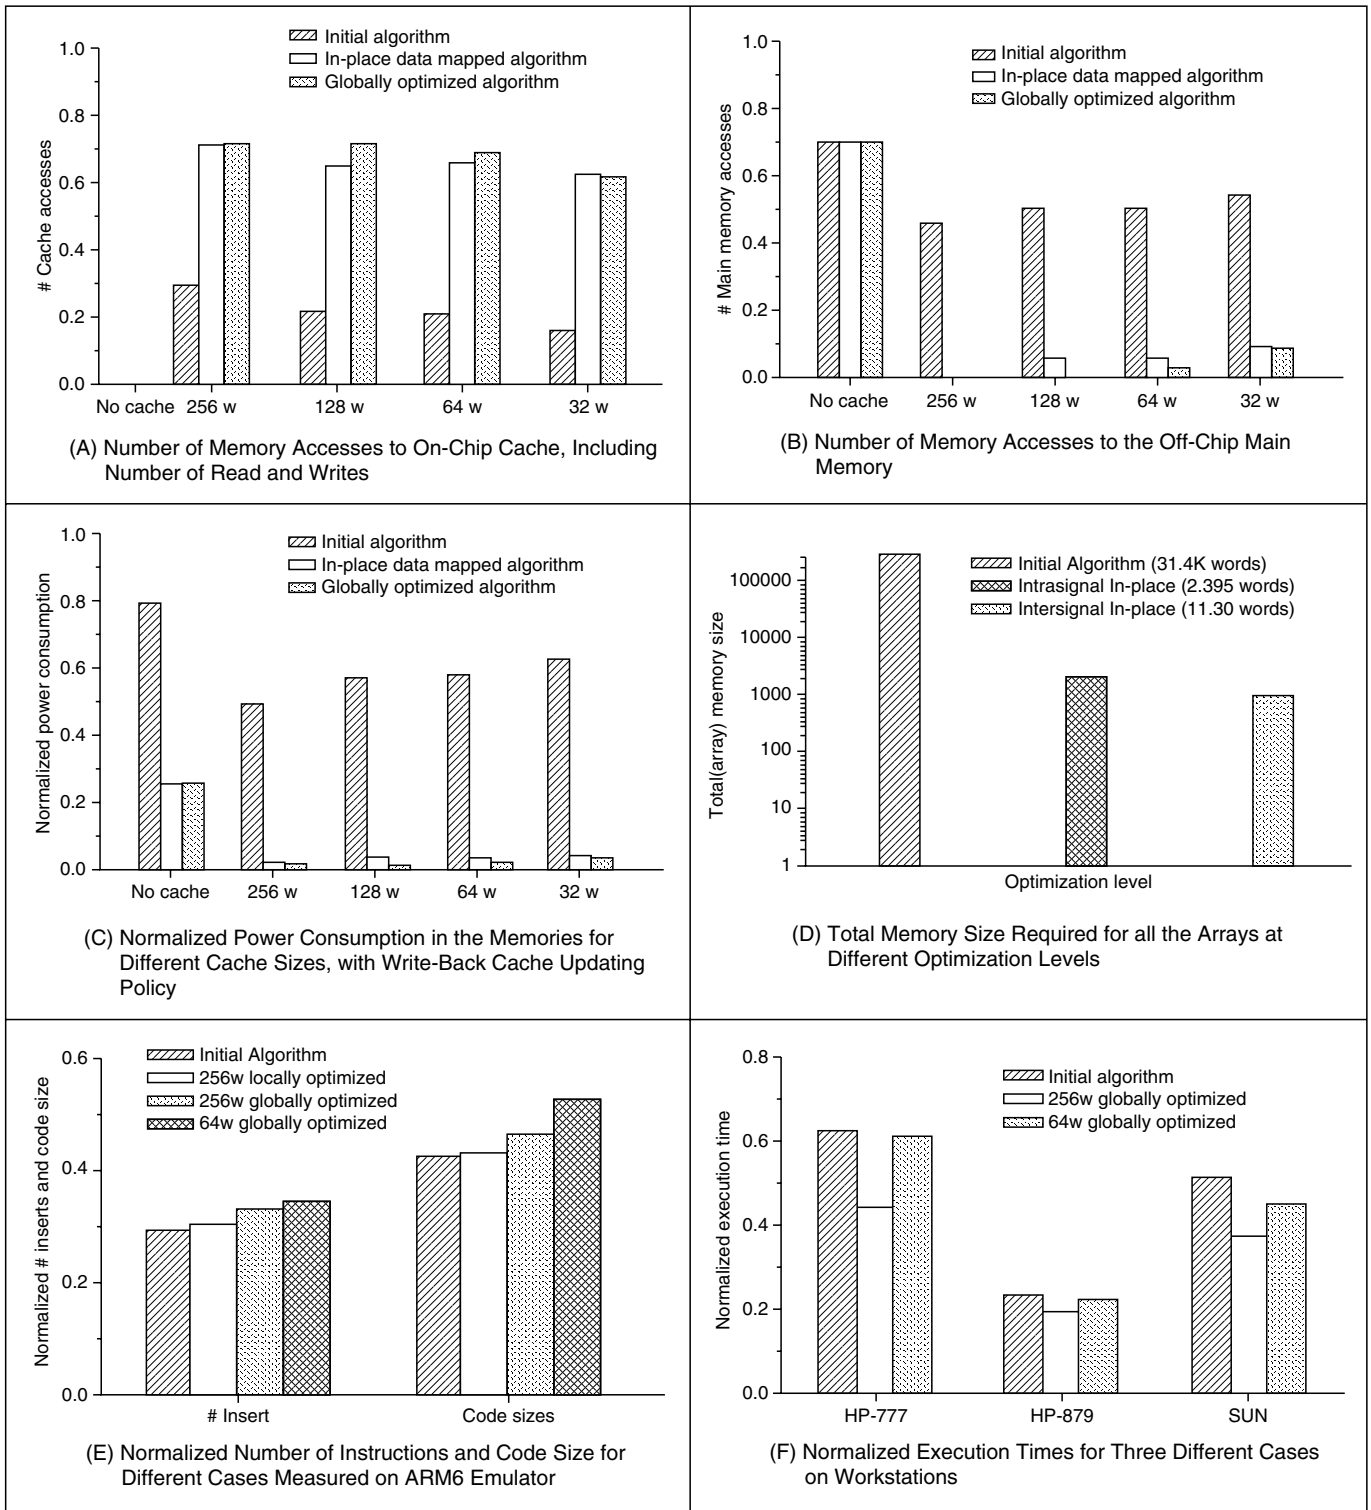 Initial algorithm
In-place data mapped algorithm
Globally optimized algorithm
1.0
0.8
0.6
0.4
0.2
0.0
# Cache accesses
No cache 256 w 128 w 64 w 32 w
(A) Number of Memory Accesses to On-Chip Cache, Including
Number of Read and Writes
Initial algorithm
In-place data mapped algorithm
Globally optimized algorithm
1.0
0.8
0.6
0.4
0.2
0.0
# Main memory accesses
No cache 256 w 128 w 64 w 32 w
(B) Number of Memory Accesses to the Off-Chip Main
Memory
Initial algorithm
In-place data mapped algorithm
Globally optimized algorithm
1.0
0.8
0.6
0.4
0.2
0.0
Normalized power consumption
No cache 256 w 128 w 64 w 32 w
(C) Normalized Power Consumption in the Memories for
Different Cache Sizes, with Write-Back Cache Updating
Policy
Initial Algorithm (31.4K words)
Intrasignal In-place (2.395 words)
Intersignal In-place (11.30 words)
100000
10000
1000
100
10
1
Total(array) memory size
Optimization level
(D) Total Memory Size Required for all the Arrays at
Different Optimization Levels
Initial Algorithm
256w locally optimized
256w globally optimized
64w globally optimized
0.6
0.4
0.2
0.0
Normalized # inserts and code size
# Insert Code sizes
(E) Normalized Number of Instructions and Code Size for
Different Cases Measured on ARM6 Emulator
Initial algorithm
256w globally optimized
64w globally optimized
0.8
0.6
0.4
0.2
0.0
Normalized execution time
HP-777 HP-879 SUN
(F) Normalized Execution Times for Three Different Cases
on Workstations